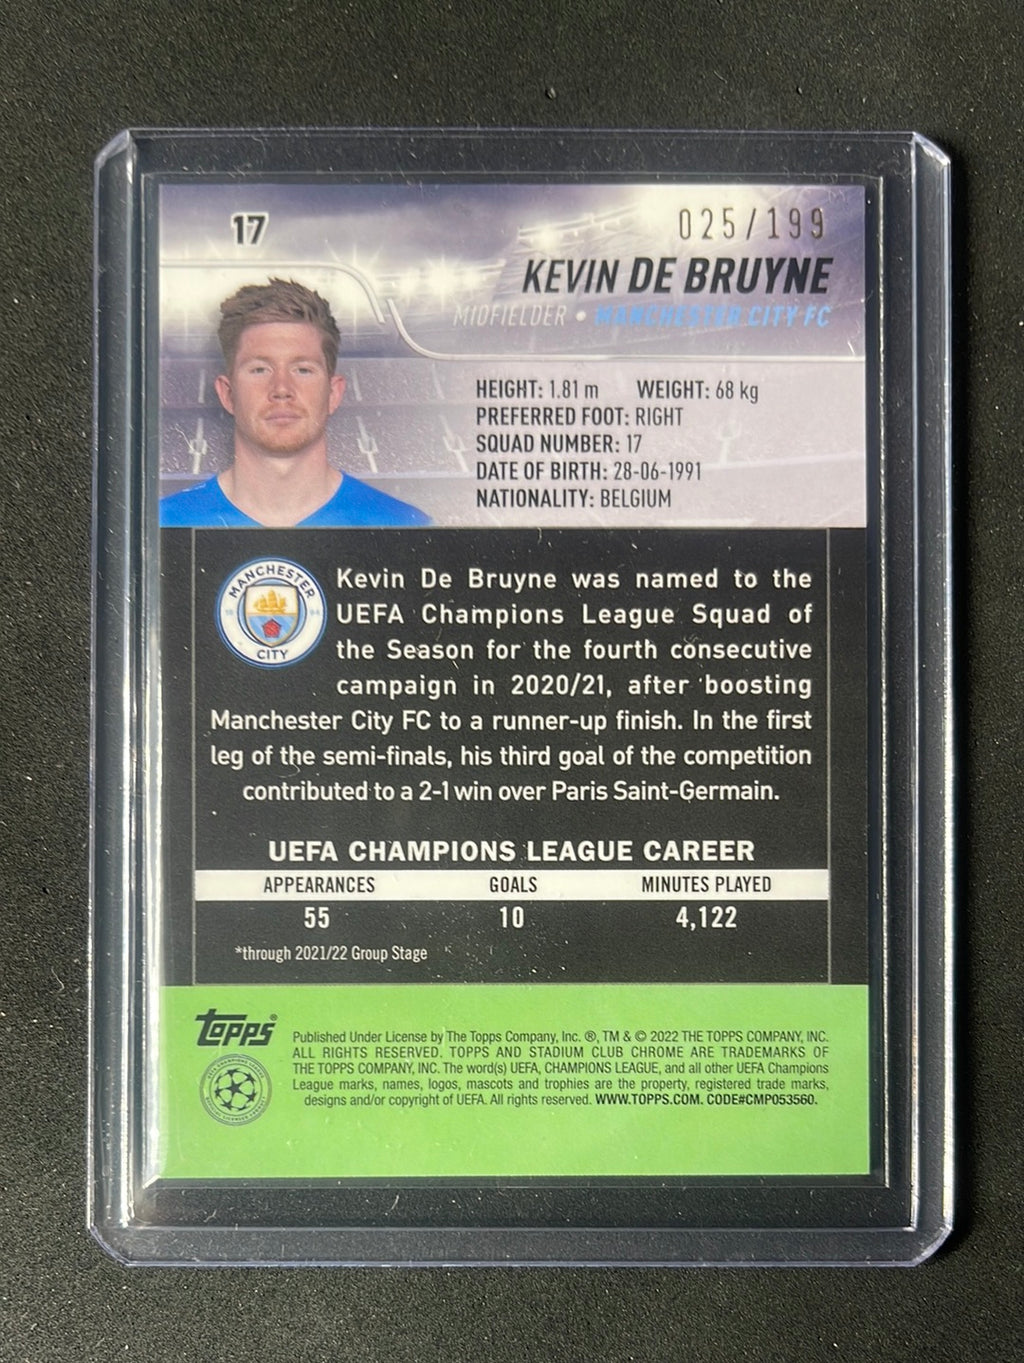 17
025/199
KEVIN DE BRUYNE
MIDFIELDER • MANCHESTER CITY FC
HEIGHT: 1.81 m WEIGHT: 68 kg
PREFERRED FOOT: RIGHT
SQUAD NUMBER: 17
DATE OF BIRTH: 28-06-1991
NATIONALITY: BELGIUM
MANCHESTER
18 94
CITY
Kevin De Bruyne was named to the
UEFA Champions League Squad of
the Season for the fourth consecutive
campaign in 2020/21, after boosting
Manchester City FC to a runner-up finish. In the first
leg of the semi-finals, his third goal of the competition
contributed to a 2-1 win over Paris Saint-Germain.
UEFA CHAMPIONS LEAGUE CAREER
APPEARANCES GOALS MINUTES PLAYED
55 10 4,122
*through 2021/22 Group Stage
Topps®
Published Under License by The Topps Company, Inc. ®, TM & © 2022 THE TOPPS COMPANY, INC.
ALL RIGHTS RESERVED. TOPPS AND STADIUM CLUB CHROME ARE TRADEMARKS OF
THE TOPPS COMPANY, INC. The word(s) UEFA, CHAMPIONS LEAGUE, and all other UEFA Champions
League marks, names, logos, mascots and trophies are the property, registered trade marks,
designs and/or copyright of UEFA. All rights reserved. WWW.TOPPS.COM. CODE#CMP053560.